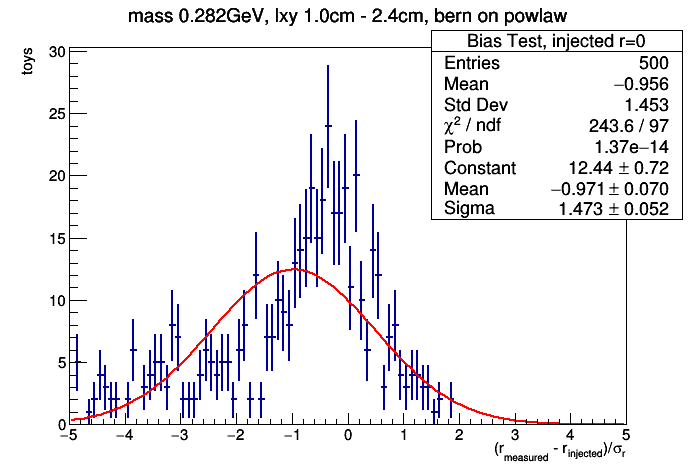 mass 0.282GeV, lxy 1.0cm - 2.4cm, bern on powlaw
Bias Test, injected r=0
Entries 500
Mean −0.956
Std Dev 1.453
χ² / ndf 243.6 / 97
Prob 1.37e−14
Constant 12.44 ± 0.72
Mean −0.971 ± 0.070
Sigma 1.473 ± 0.052
toys
30
25
20
15
10
5
0
−5 −4 −3 −2 −1 0 1 2 3 4 5
(r_measured - r_injected)/σ_r